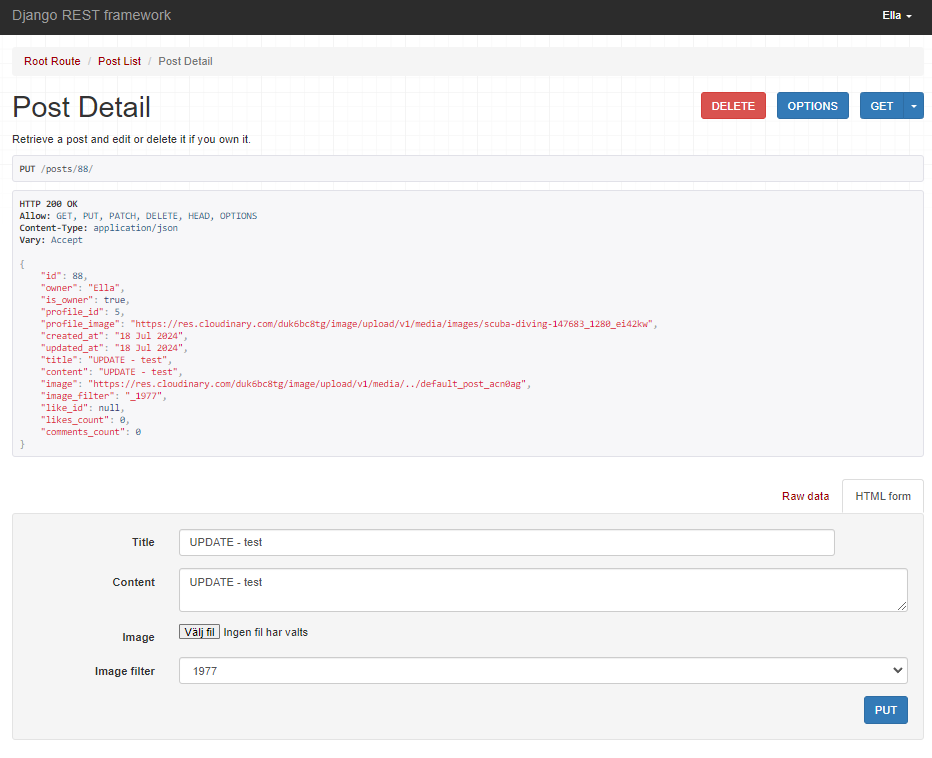 Django REST framework
Ella
Root Route / Post List / Post Detail
Post Detail
DELETE
OPTIONS
GET
Retrieve a post and edit or delete it if you own it.
PUT /posts/88/
HTTP 200 OK
Allow: GET, PUT, PATCH, DELETE, HEAD, OPTIONS
Content-Type: application/json
Vary: Accept
{
"id": 88,
"owner": "Ella",
"is_owner": true,
"profile_id": 5,
"profile_image": "https://res.cloudinary.com/duk6bc8tg/image/upload/v1/media/images/scuba-diving-147683_1280_ei42kw",
"created_at": "18 Jul 2024",
"updated_at": "18 Jul 2024",
"title": "UPDATE - test",
"content": "UPDATE - test",
"image": "https://res.cloudinary.com/duk6bc8tg/image/upload/v1/media/../default_post_acn0ag",
"image_filter": "_1977",
"like_id": null,
"likes_count": 0,
"comments_count": 0
}
Raw data
HTML form
Title
UPDATE - test
Content
UPDATE - test
Image
Välj fil Ingen fil har valts
Image filter
1977
PUT